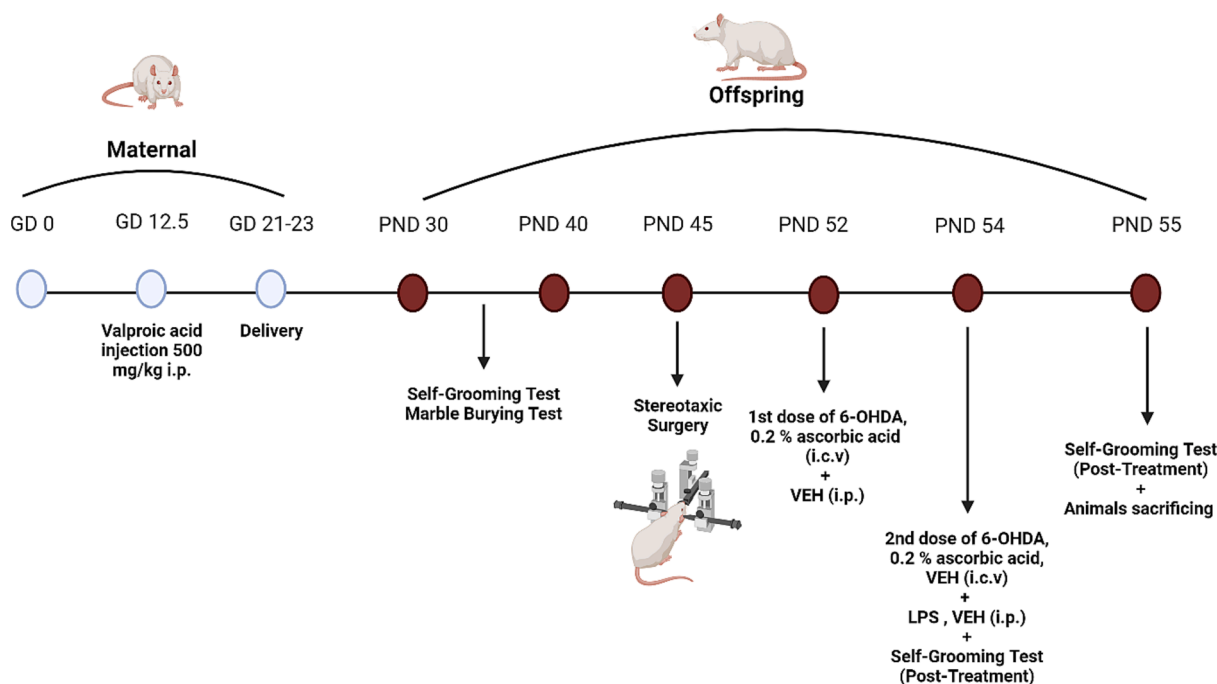 Maternal
Offspring
GD 0
GD 12.5
GD 21-23
PND 30
PND 40
PND 45
PND 52
PND 54
PND 55
Valproic acid
injection 500
mg/kg i.p.
Delivery
Self-Grooming Test
Marble Burying Test
Stereotaxic
Surgery
1st dose of 6-OHDA,
0.2 % ascorbic acid
(i.c.v)
+
VEH (i.p.)
2nd dose of 6-OHDA,
0.2 % ascorbic acid,
VEH (i.c.v)
+
LPS , VEH (i.p.)
+
Self-Grooming Test
(Post-Treatment)
Self-Grooming Test
(Post-Treatment)
+
Animals sacrificing